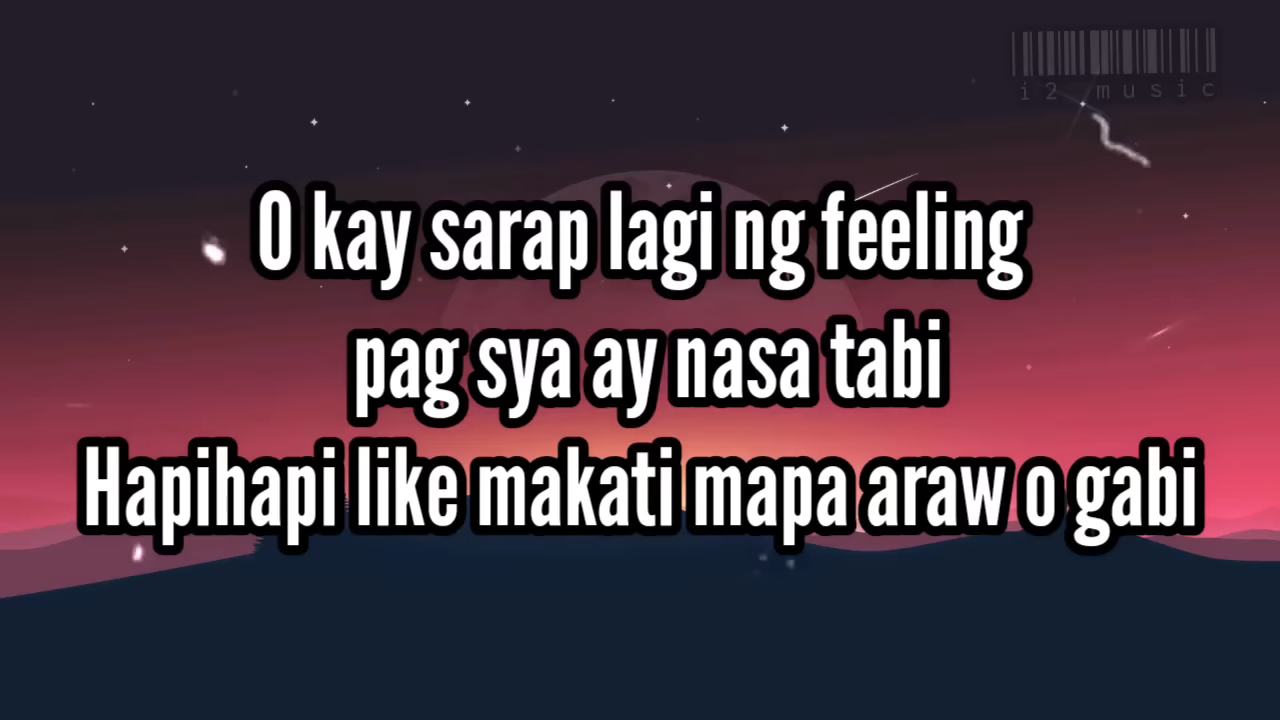 i2 music
O kay sarap lagi ng feeling
pag sya ay nasa tabi
Hapihapi like makati mapa araw o gabi